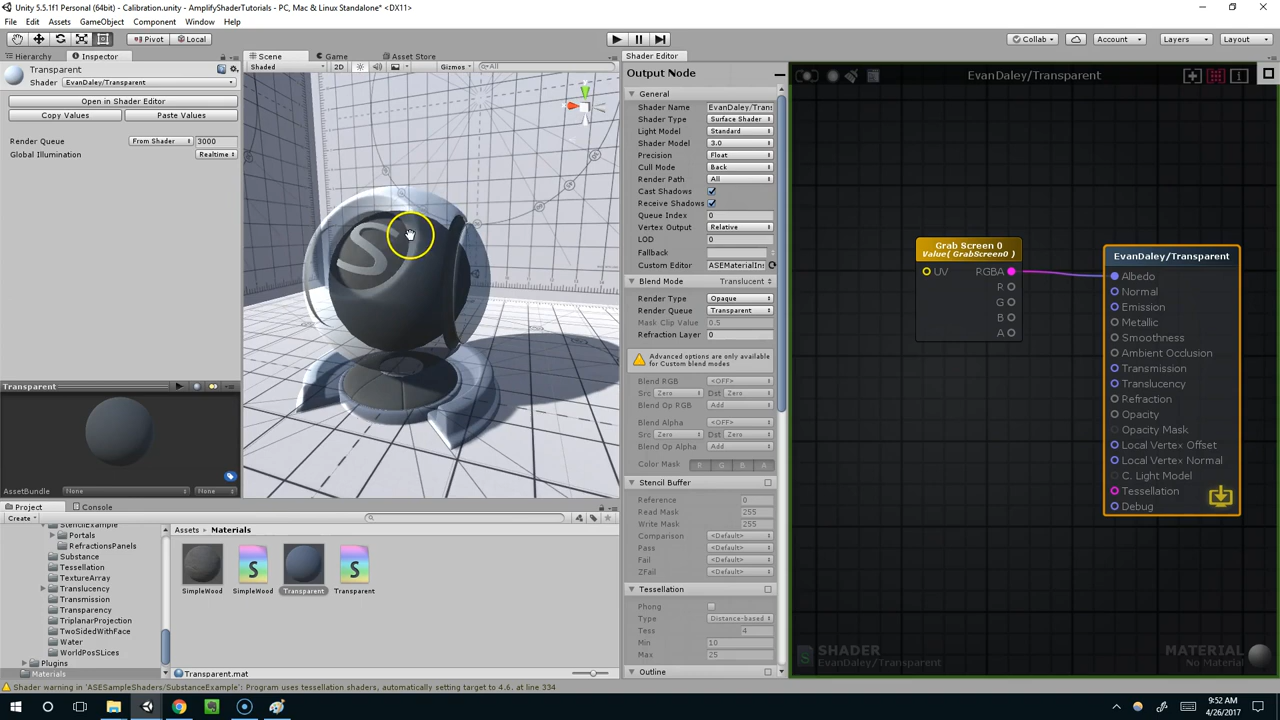 Unity 5.5.1f1 Personal (64bit) - Calibration.unity - AmplifyShaderTutorials - PC, Mac & Linux Standalone* <DX11>
File Edit Assets GameObject Component Window Help
Pivot Local Collab Account Layers Layout
Hierarchy Inspector
Transparent
Shader EvanDaley/Transparent
Open in Shader Editor
Copy Values Paste Values
Render Queue From Shader 3000
Global Illumination Realtime
Transparent
AssetBundle None None
Scene Game Asset Store
Shaded 2D Gizmos All
Project Console
Create
StencilExample
Portals
RefractionsPanels
Substance
Tessellation
TextureArray
Translucency
Transmission
Transparency
TriplanarProjection
TwoSidedWithFace
Water
WorldPosSLices
Plugins
Materials
Assets Materials
SimpleWood SimpleWood Transparent Transparent
Transparent.mat
Shader warning in 'ASESampleShaders/SubstanceExample': Program uses tessellation shaders, automatically setting target to 4.6. at line 334
Shader Editor
Output Node
General
Shader Name EvanDaley/Trans
Shader Type Surface Shader
Light Model Standard
Shader Model 3.0
Precision Float
Cull Mode Back
Render Path All
Cast Shadows
Receive Shadows
Queue Index 0
Vertex Output Relative
LOD 0
Fallback
Custom Editor ASEMaterialIns
Blend Mode Translucent
Render Type Opaque
Render Queue Transparent
Mask Clip Value 0.5
Refraction Layer 0
Advanced options are only available
for Custom blend modes
Blend RGB <OFF>
Src Zero Dst Zero
Blend Op RGB Add
Blend Alpha <OFF>
Src Zero Dst Zero
Blend Op Alpha Add
Color Mask R G B A
Stencil Buffer
Reference 0
Read Mask 255
Write Mask 255
Comparison <Default>
Pass <Default>
Fail <Default>
ZFail <Default>
Tessellation
Phong
Type Distance-based
Tess 4
Min 10
Max 25
Outline
EvanDaley/Transparent
Grab Screen 0
Value( GrabScreen0 )
UV RGBA
R
G
B
A
EvanDaley/Transparent
Albedo
Normal
Emission
Metallic
Smoothness
Ambient Occlusion
Transmission
Translucency
Refraction
Opacity
Opacity Mask
Local Vertex Offset
Local Vertex Normal
C. Light Model
Tessellation
Debug
SHADER
EvanDaley/Transparent
MATERIAL
No Material
9:52 AM
4/26/2017